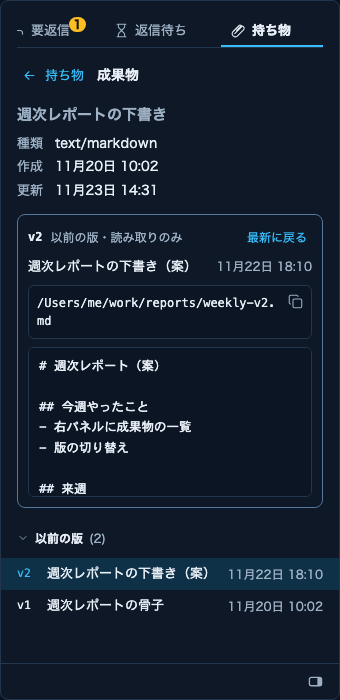 要返信 1 返信待ち 持ち物
← 持ち物 成果物
週次レポートの下書き
種類 text/markdown
作成 11月20日 10:02
更新 11月23日 14:31
v2 以前の版・読み取りのみ 最新に戻る
週次レポートの下書き（案） 11月22日 18:10
/Users/me/work/reports/weekly-v2.
md
# 週次レポート（案）
## 今週やったこと
- 右パネルに成果物の一覧
- 版の切り替え
## 来週
以前の版 (2)
v2 週次レポートの下書き（案） 11月22日 18:10
v1 週次レポートの骨子 11月20日 10:02